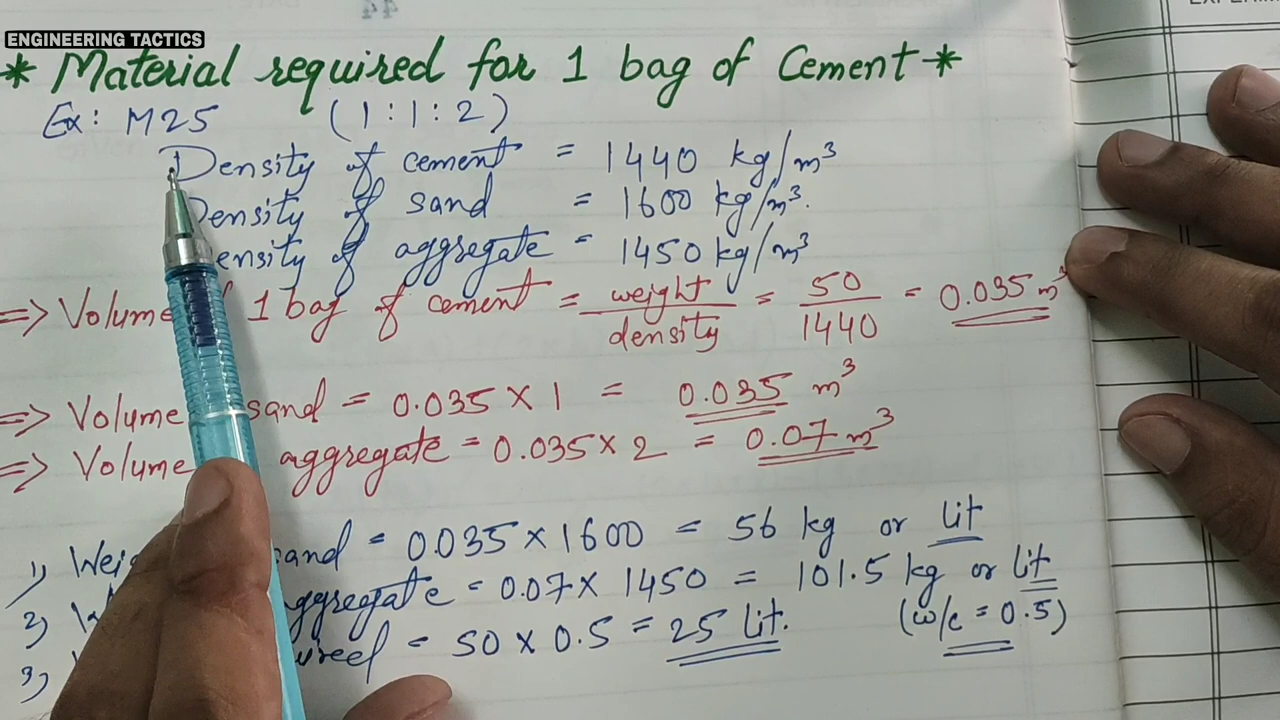 44
EXPERIM
ENGINEERING TACTICS
* Material required for 1 bag of Cement *
Ex: M25 (1:1:2)
Density of cement = 1440 kg/m³
Density of sand = 1600 kg/m³.
ensity of aggregate = 1450 kg/m³
=> Volume 1 bag of cement = weight/density = 50/1440 = 0.035 m³
=> Volume sand = 0.035 × 1 = 0.035 m³
=> Volume aggregate = 0.035 × 2 = 0.07 m³
1) Wei sand = 0.035 × 1600 = 56 kg or lit
2) ggregate = 0.07 × 1450 = 101.5 kg or lit
3) uired = 50 × 0.5 = 25 lit. (w/c = 0.5)